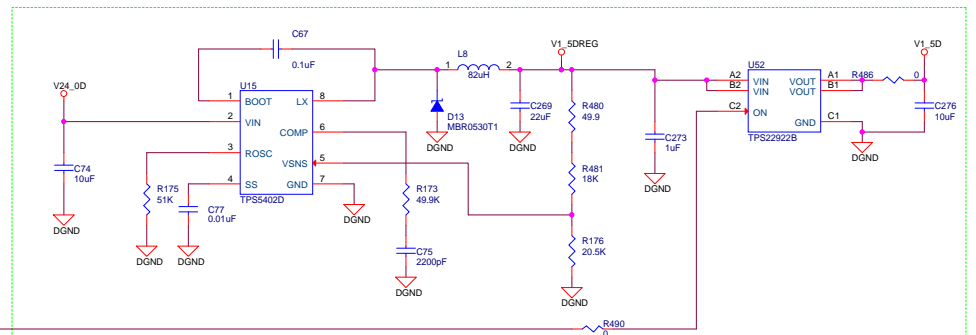 C67
0.1uF
L8
V1_5DREG
V1_5D
V24_0D
1
2
82uH
U52
U15
A2
VIN
VOUT
A1
R486
0
B2
VIN
VOUT
B1
1
BOOT
LX
8
D13
MBR0530T1
C269
22uF
R480
49.9
C2
ON
C276
10uF
2
VIN
COMP
6
DGND
DGND
C273
1uF
GND
C1
TPS22922B
3
ROSC
VSNS
5
DGND
C74
10uF
R481
18K
4
SS
GND
7
DGND
DGND
R175
51K
C77
0.01uF
TPS5402D
R173
49.9K
DGND
DGND
R176
20.5K
DGND
DGND
C75
2200pF
DGND
DGND
R490
0